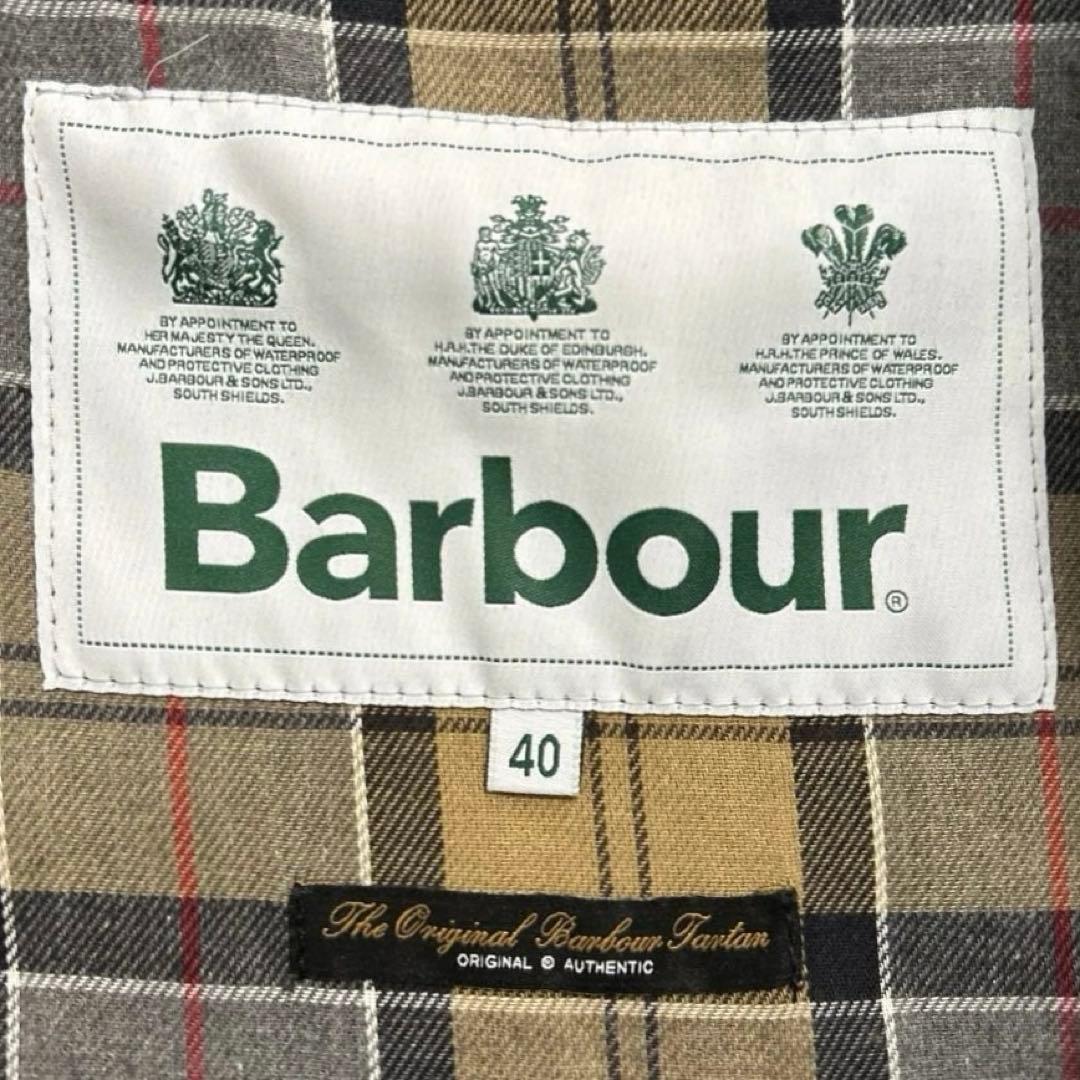 BY APPOINTMENT TO
HER MAJESTY THE QUEEN.
MANUFACTURERS OF WATERPROOF
AND PROTECTIVE CLOTHING
J.BARBOUR & SONS LTD.,
SOUTH SHIELDS.
BY APPOINTMENT TO
H.R.H.THE DUKE OF EDINBURGH.
MANUFACTURERS OF WATERPROOF
AND PROTECTIVE CLOTHING
J.BARBOUR & SONS LTD.,
SOUTH SHIELDS.
BY APPOINTMENT TO
H.R.H.THE PRINCE OF WALES.
MANUFACTURERS OF WATERPROOF
AND PROTECTIVE CLOTHING
J.BARBOUR & SONS LTD.,
SOUTH SHIELDS.
Barbour®
40
The Original Barbour Tartan
ORIGINAL © AUTHENTIC